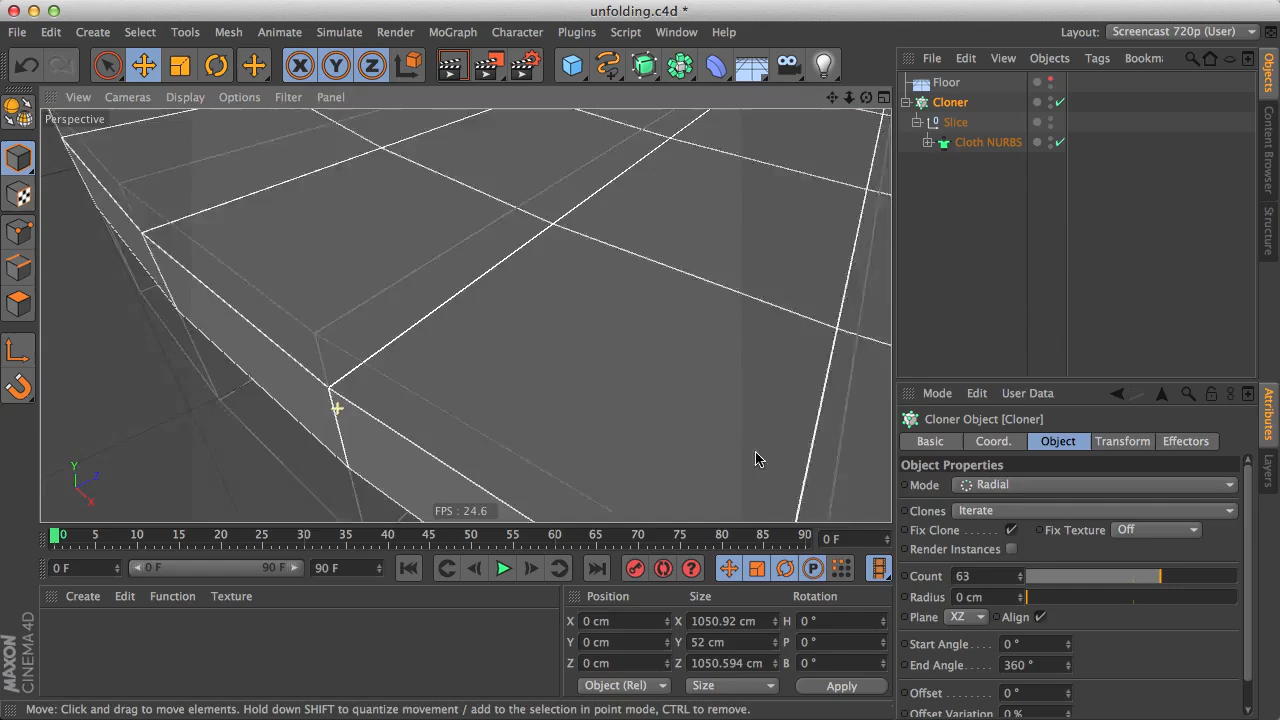 unfolding.c4d *
File Edit Create Select Tools Mesh Animate Simulate Render MoGraph Character Plugins Script Window Help
Layout: Screencast 720p (User)
X Y Z
File Edit View Objects Tags Bookm
View Cameras Display Options Filter Panel
Perspective
Floor
Cloner
0 Slice
Cloth NURBS
Objects
Content Browser
Structure
Y
Z
X
FPS : 24.6
Mode Edit User Data
Cloner Object [Cloner]
Basic Coord. Object Transform Effectors
Object Properties
Mode Radial
Clones Iterate
Fix Clone Fix Texture Off
Render Instances
Count 63
Radius 0 cm
Plane XZ Align
Start Angle 0 °
End Angle 360 °
Offset 0 °
Offset Variation 0 %
Attributes
Layers
0 5 10 15 20 25 30 35 40 45 50 55 60 65 70 75 80 85 90 0 F
0 F 0 F 90 F 90 F
P
Create Edit Function Texture
Position Size Rotation
X 0 cm X 1050.92 cm H 0 °
Y 0 cm Y 52 cm P 0 °
Z 0 cm Z 1050.594 cm B 0 °
Object (Rel) Size Apply
MAXON
CINEMA 4D
Move: Click and drag to move elements. Hold down SHIFT to quantize movement / add to the selection in point mode, CTRL to remove.